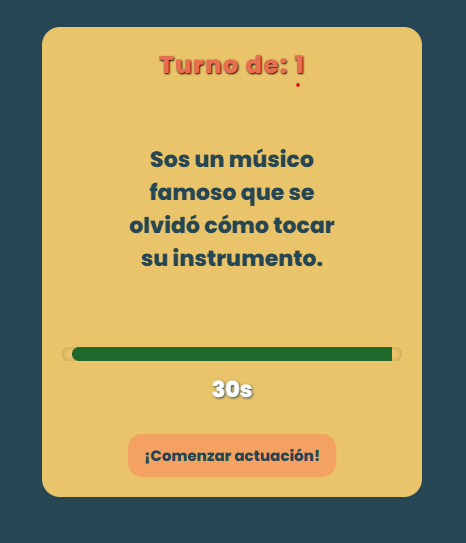 Turno de: 1
Sos un músico
famoso que se
olvidó cómo tocar
su instrumento.
30s
¡Comenzar actuación!